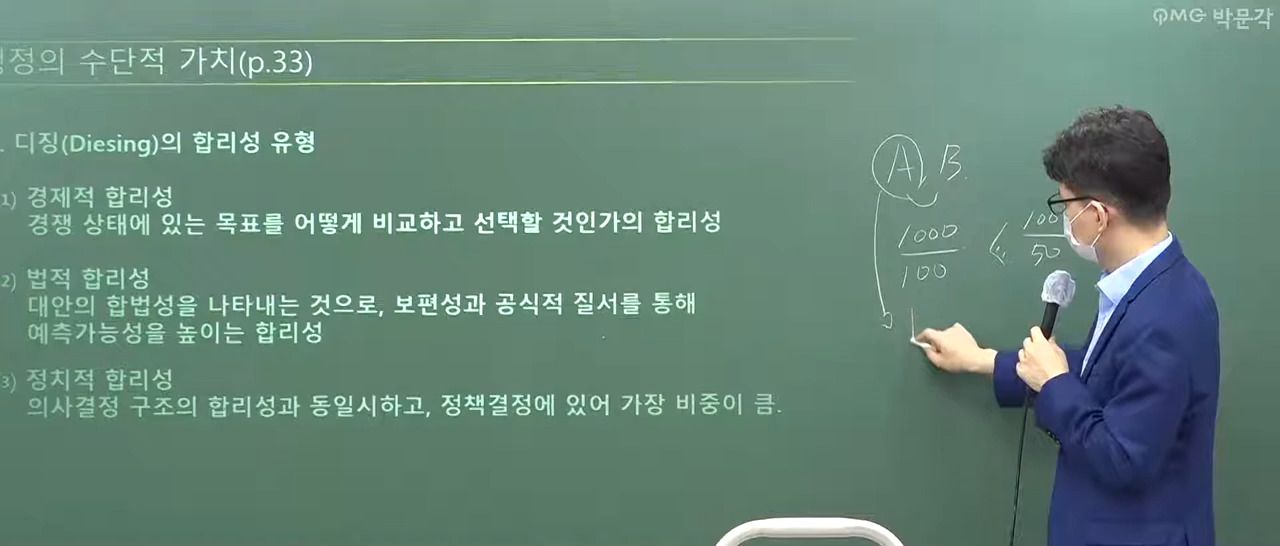 PMG 박문각
정의 수단적 가치(p.33)
. 디징(Diesing)의 합리성 유형
1) 경제적 합리성
경쟁 상태에 있는 목표를 어떻게 비교하고 선택할 것인가의 합리성
2) 법적 합리성
대안의 합법성을 나타내는 것으로, 보편성과 공식적 질서를 통해
예측가능성을 높이는 합리성
3) 정치적 합리성
의사결정 구조의 합리성과 동일시하고, 정책결정에 있어 가장 비중이 큼.
A, B.
1000
100
100
50